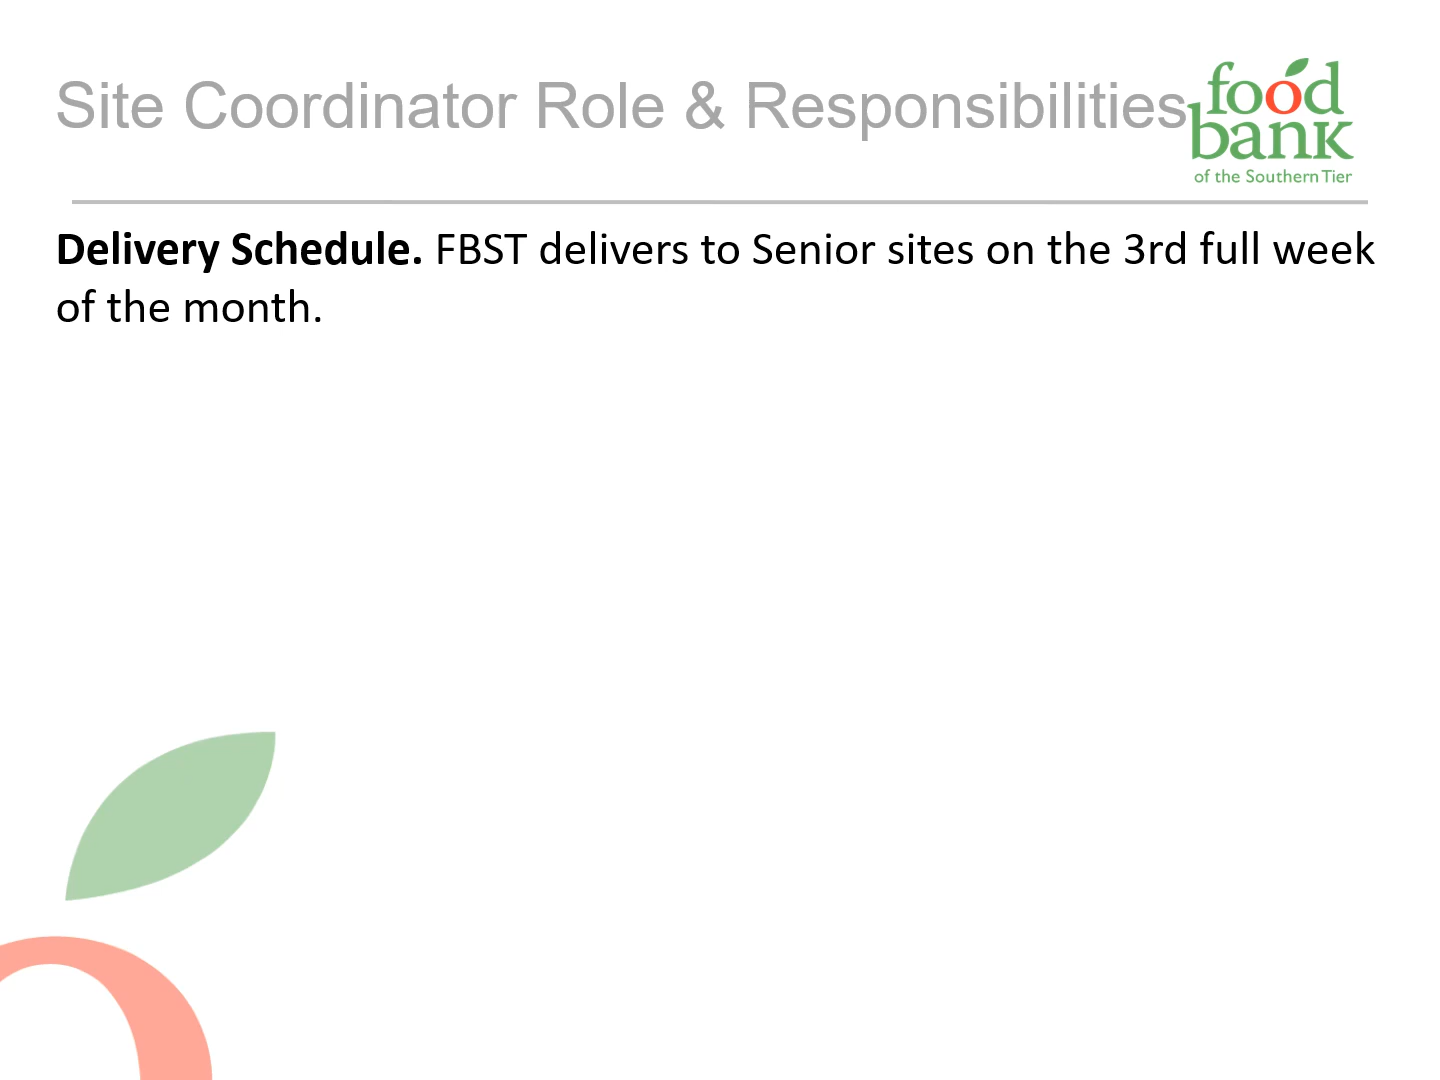 Site Coordinator Role & Responsibilities
food
bank
of the Southern Tier
Delivery Schedule. FBST delivers to Senior sites on the 3rd full week
of the month.